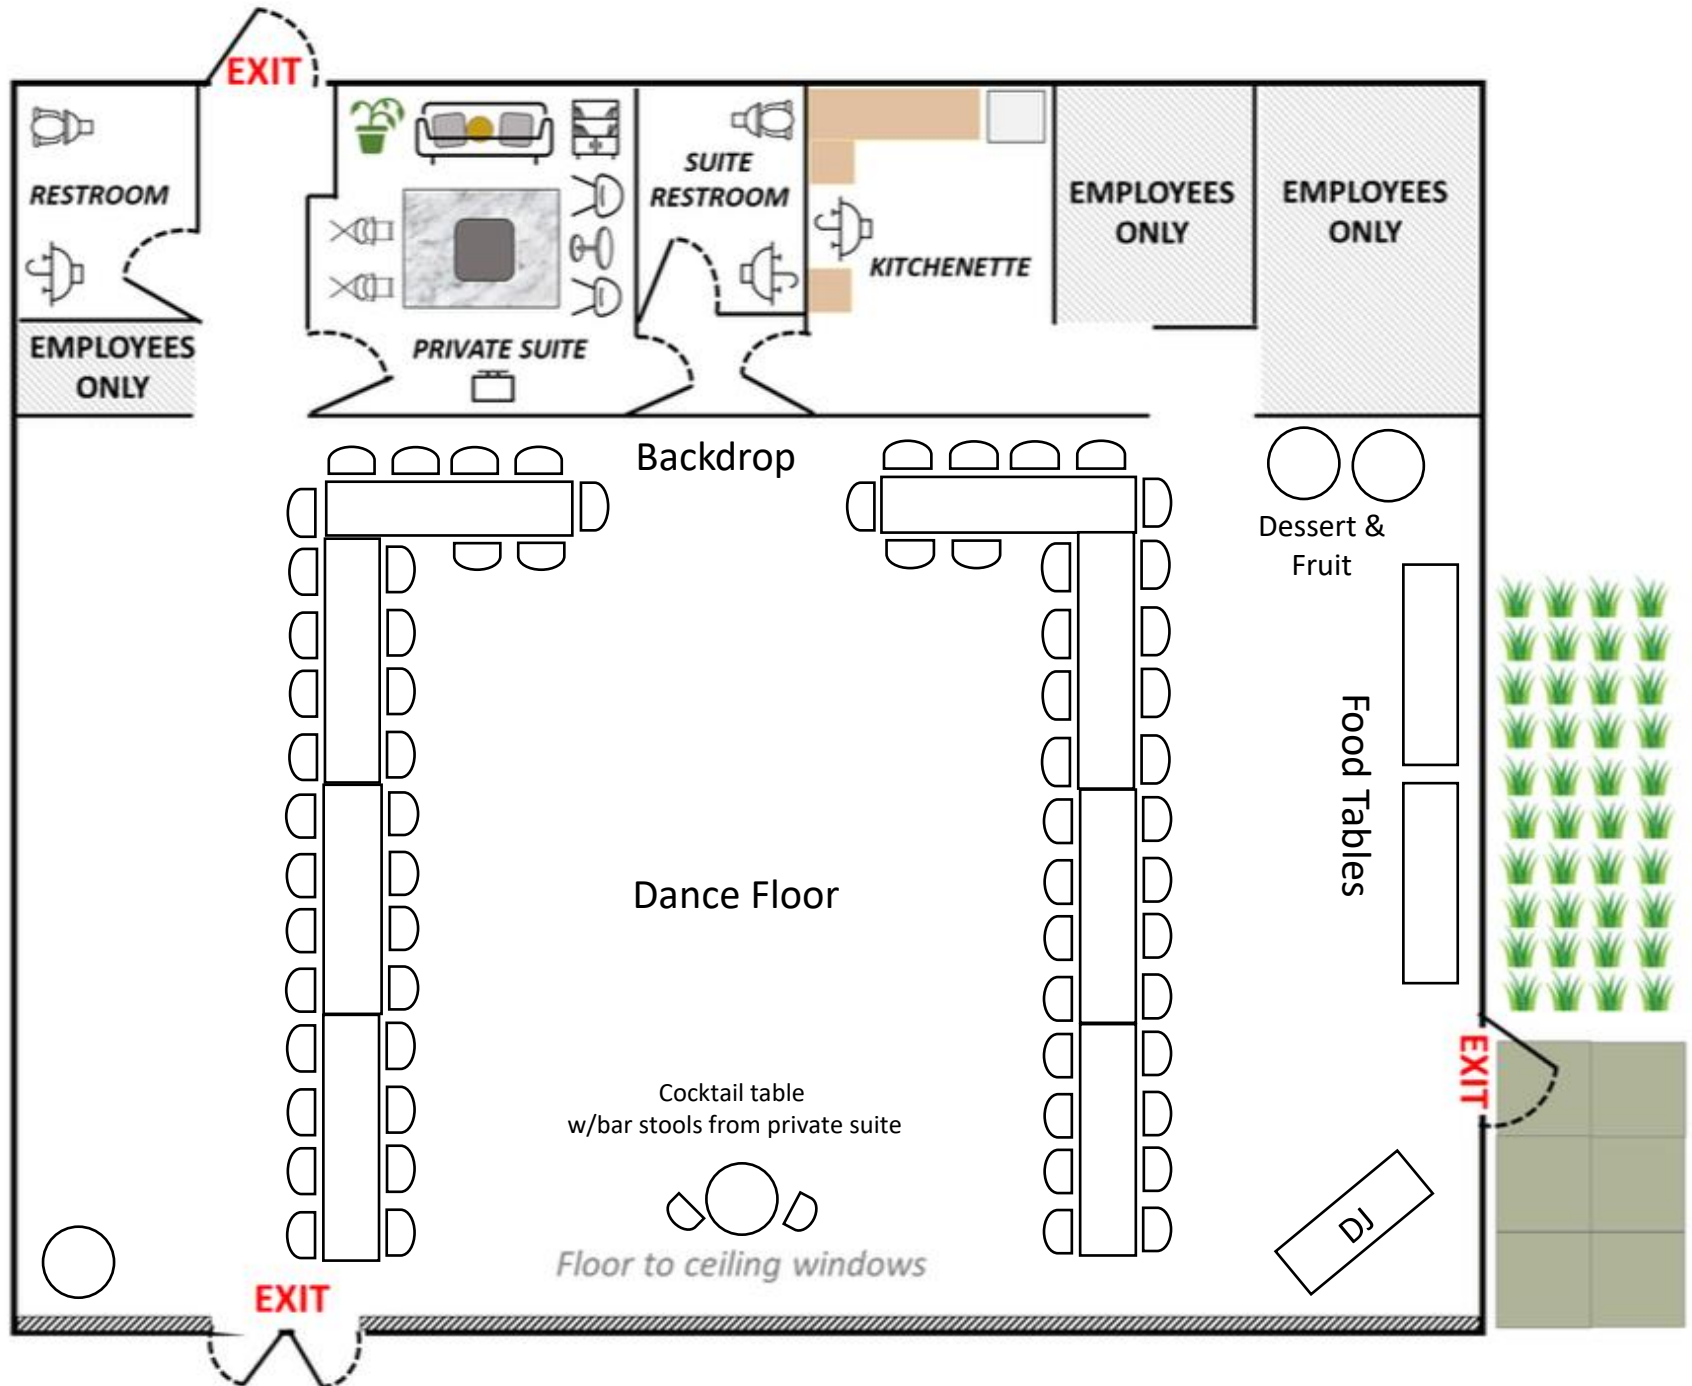 EXIT
RESTROOM
EMPLOYEES
ONLY
PRIVATE SUITE
SUITE
RESTROOM
KITCHENETTE
EMPLOYEES
ONLY
EMPLOYEES
ONLY
Backdrop
Dessert &
Fruit
Food Tables
Dance Floor
EXIT
Cocktail table
w/bar stools from private suite
DJ
Floor to ceiling windows
EXIT